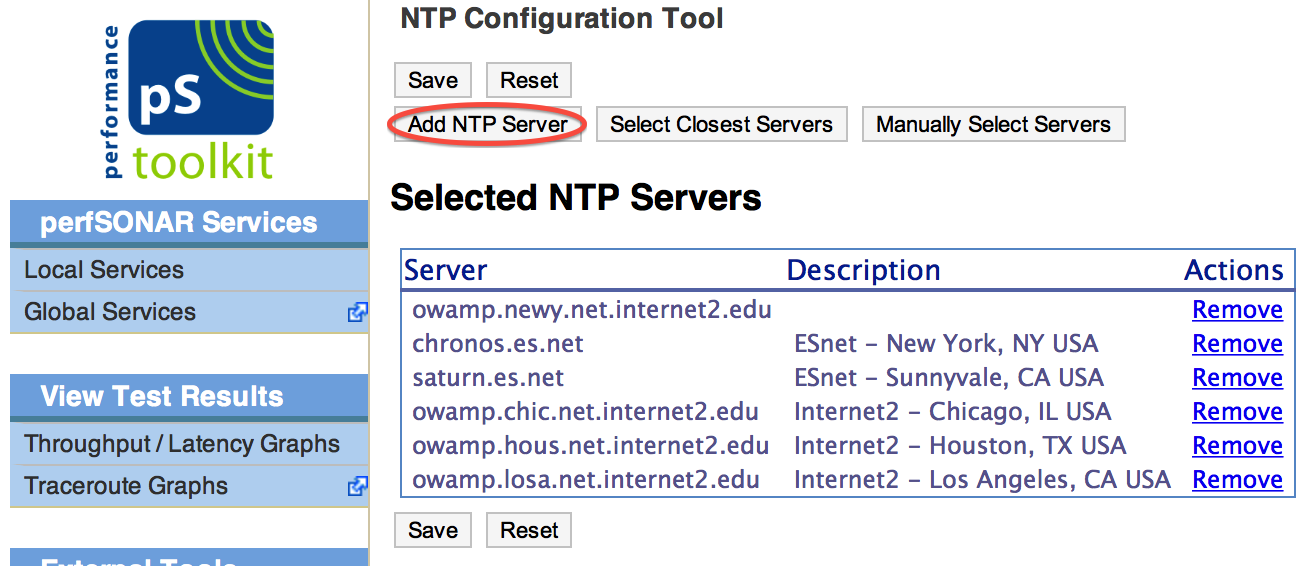 performance
pS
toolkit
perfSONAR Services
Local Services
Global Services
View Test Results
Throughput / Latency Graphs
Traceroute Graphs
External Tools
NTP Configuration Tool
Save Reset
Add NTP Server Select Closest Servers Manually Select Servers
Selected NTP Servers
Server Description Actions
owamp.newy.net.internet2.edu Remove
chronos.es.net ESnet – New York, NY USA Remove
saturn.es.net ESnet – Sunnyvale, CA USA Remove
owamp.chic.net.internet2.edu Internet2 – Chicago, IL USA Remove
owamp.hous.net.internet2.edu Internet2 – Houston, TX USA Remove
owamp.losa.net.internet2.edu Internet2 – Los Angeles, CA USA Remove
Save Reset